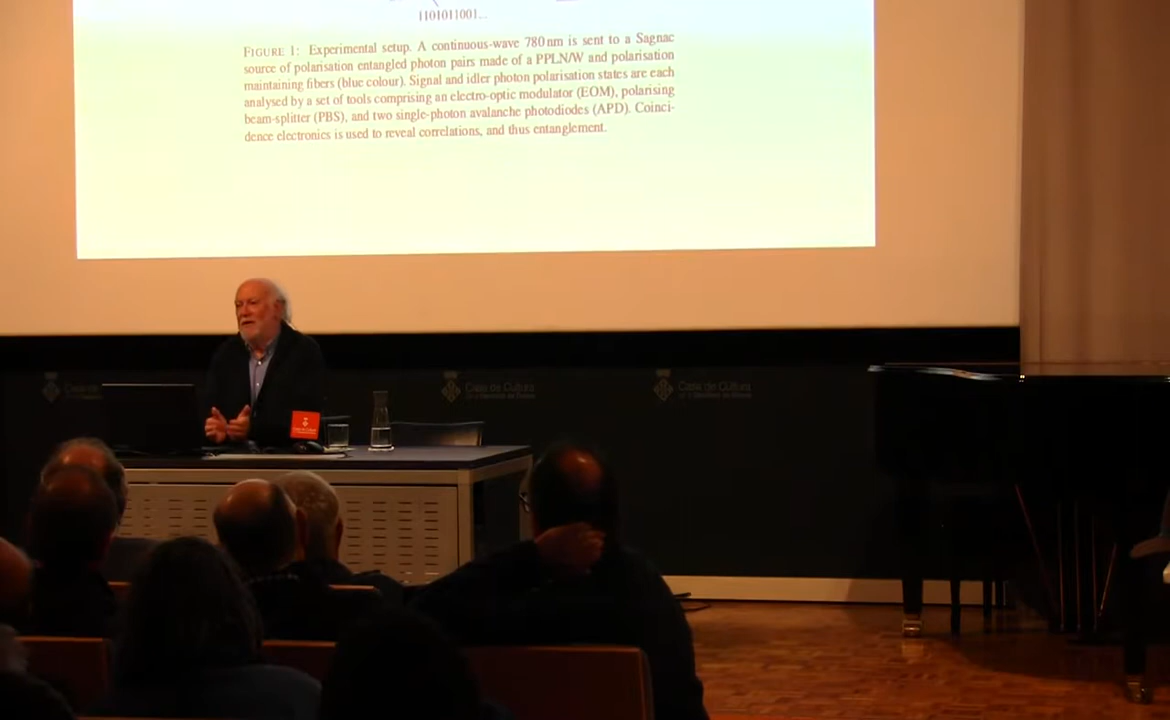 1101011001...
FIGURE 1: Experimental setup. A continuous-wave 780 nm is sent to a Sagnac
source of polarisation entangled photon pairs made of a PPLN/W and polarisation
maintaining fibers (blue colour). Signal and idler photon polarisation states are each
analysed by a set of tools comprising an electro-optic modulator (EOM), polarising
beam-splitter (PBS), and two single-photon avalanche photodiodes (APD). Coinci-
dence electronics is used to reveal correlations, and thus entanglement.
Casa de Cultura
Casa de Cultura